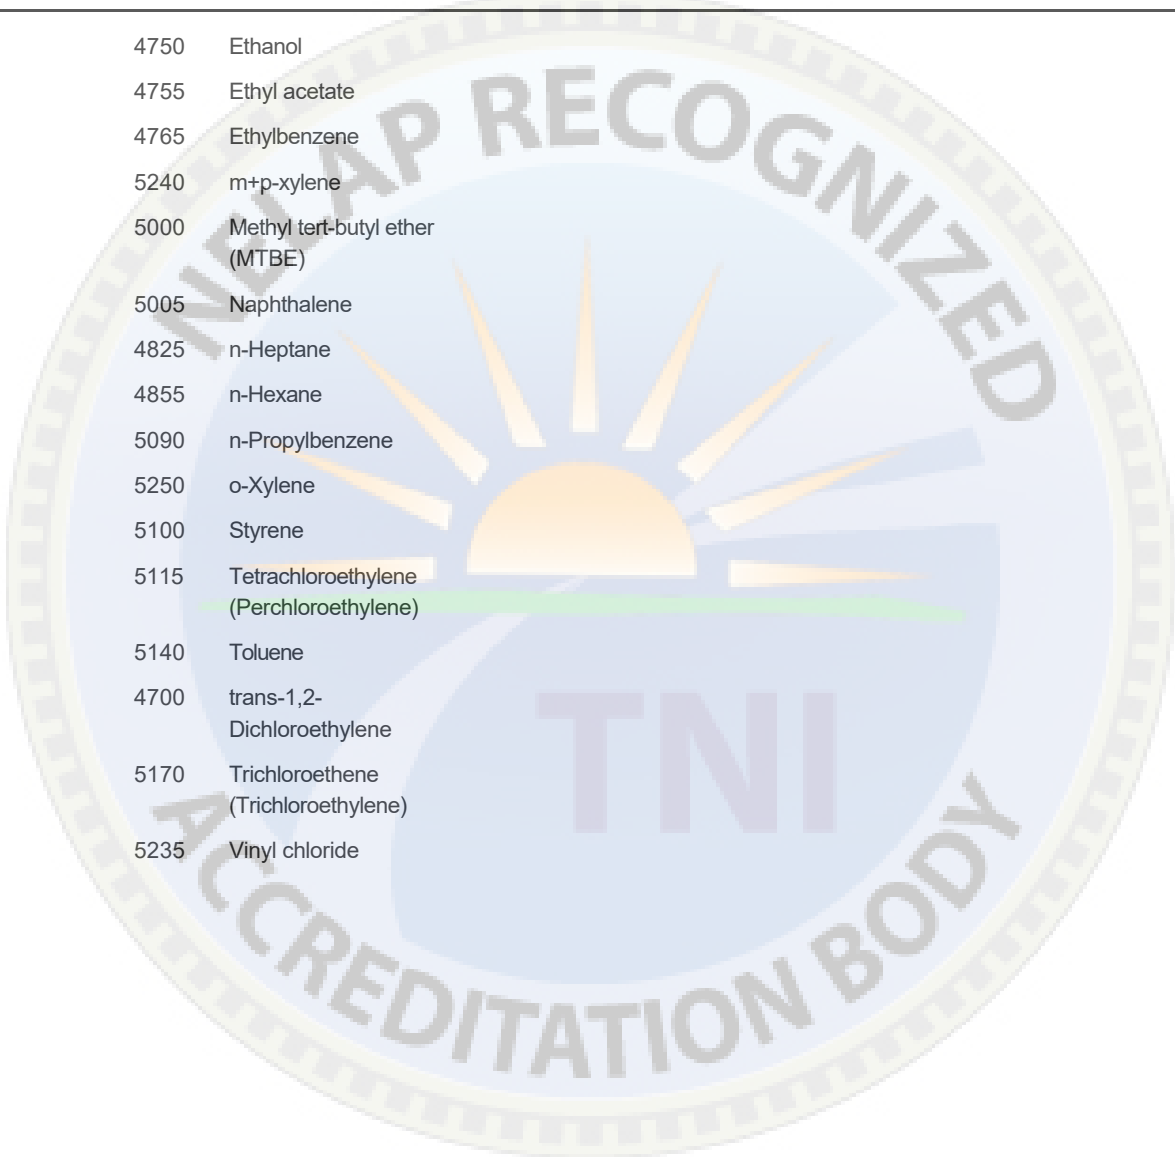 4750 Ethanol
4755 Ethyl acetate
4765 Ethylbenzene
5240 m+p-xylene
5000 Methyl tert-butyl ether
(MTBE)
5005 Naphthalene
4825 n-Heptane
4855 n-Hexane
5090 n-Propylbenzene
5250 o-Xylene
5100 Styrene
5115 Tetrachloroethylene
(Perchloroethylene)
5140 Toluene
4700 trans-1,2-
Dichloroethylene
5170 Trichloroethene
(Trichloroethylene)
5235 Vinyl chloride
NELAP RECOGNIZED
TNI
ACCREDITATION BODY